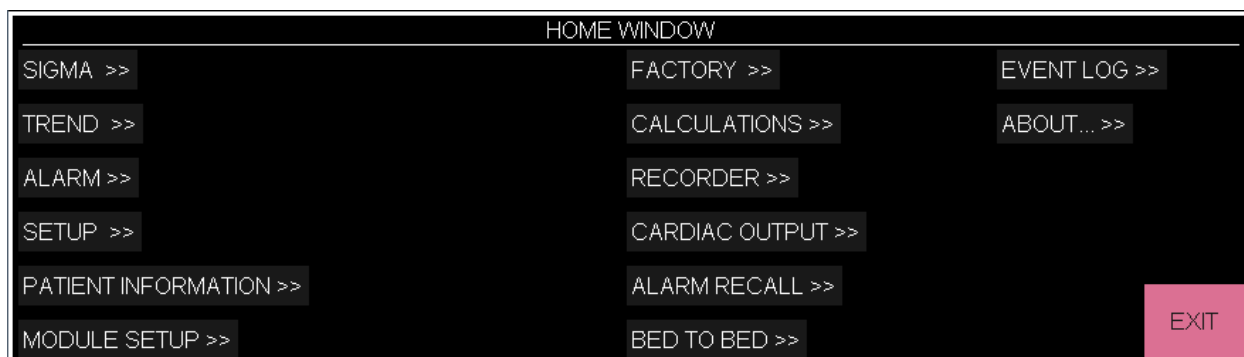 HOME WINDOW
SIGMA >>
FACTORY >>
EVENT LOG >>
TREND >>
CALCULATIONS >>
ABOUT... >>
ALARM >>
RECORDER >>
SETUP >>
CARDIAC OUTPUT >>
PATIENT INFORMATION >>
ALARM RECALL >>
MODULE SETUP >>
BED TO BED >>
EXIT